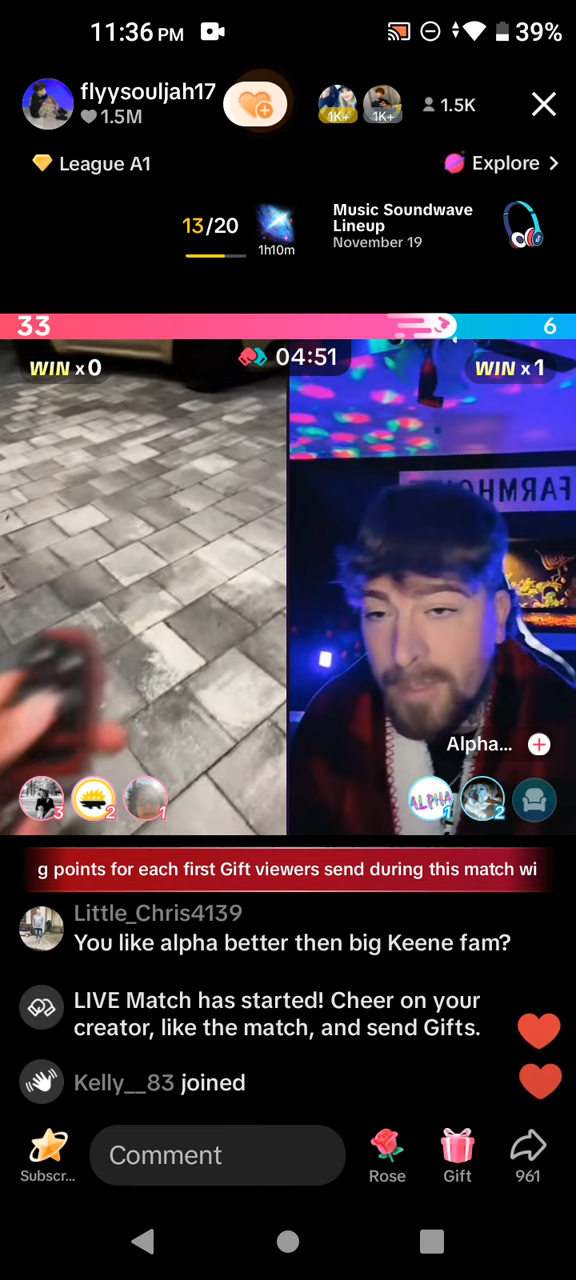 11:36 PM
39%
flyysouljah17
1.5M
1K+
1K+
1.5K
League A1
Explore
13/20
1h10m
Music Soundwave
Lineup
November 19
33
6
WIN x 0
04:51
WIN x 1
FARMHO
Alpha...
3
2
1
ALPHA
1
2
g points for each first Gift viewers send during this match wi
Little_Chris4139
You like alpha better then big Keene fam?
LIVE Match has started! Cheer on your
creator, like the match, and send Gifts.
Kelly__83 joined
Comment
Subscr...
Rose
Gift
961